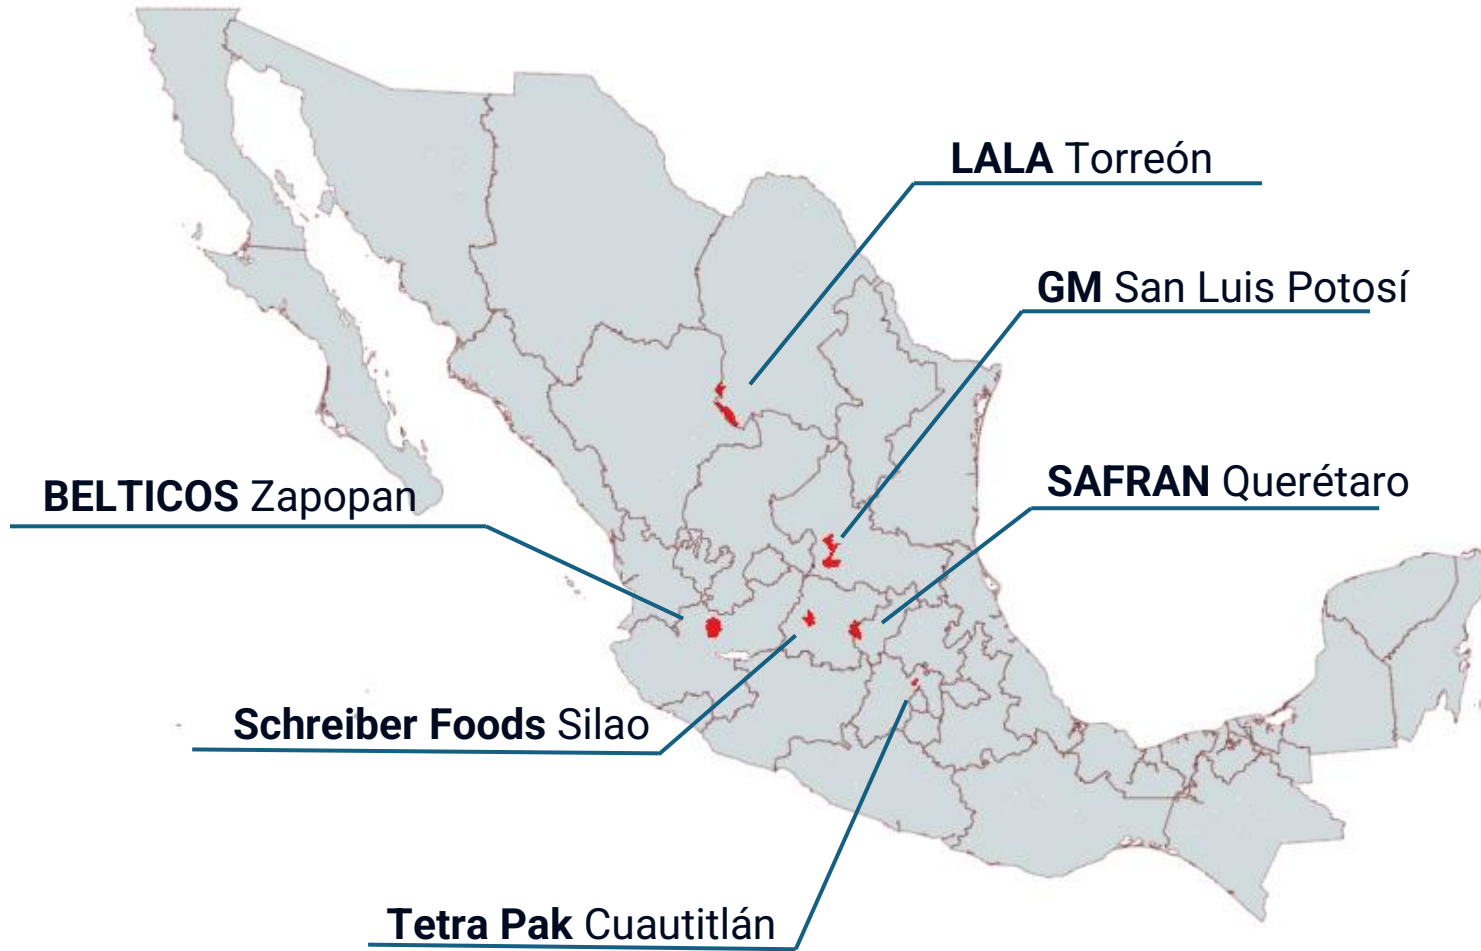 LALA Torreón
GM San Luis Potosí
SAFRAN Querétaro
BELTICOS Zapopan
Schreiber Foods Silao
Tetra Pak Cuautitlán